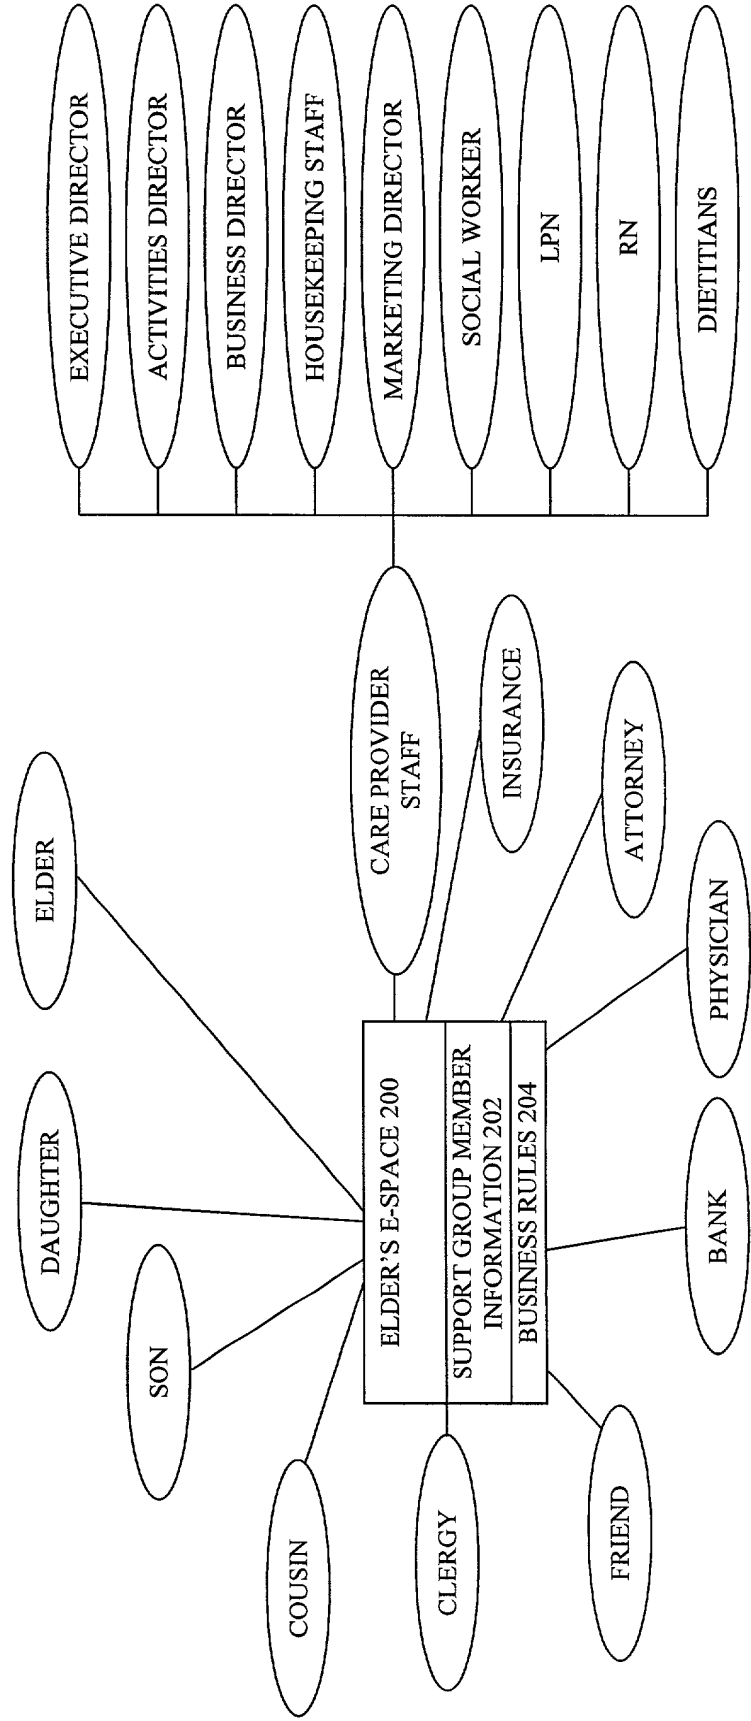 ELDER
DAUGHTER
SON
COUSIN
CLERGY
FRIEND
BANK
PHYSICIAN
ATTORNEY
INSURANCE
CARE PROVIDER
STAFF
ELDER'S E-SPACE 200
SUPPORT GROUP MEMBER
INFORMATION 202
BUSINESS RULES 204
EXECUTIVE DIRECTOR
ACTIVITIES DIRECTOR
BUSINESS DIRECTOR
HOUSEKEEPING STAFF
MARKETING DIRECTOR
SOCIAL WORKER
LPN
RN
DIETITIANS